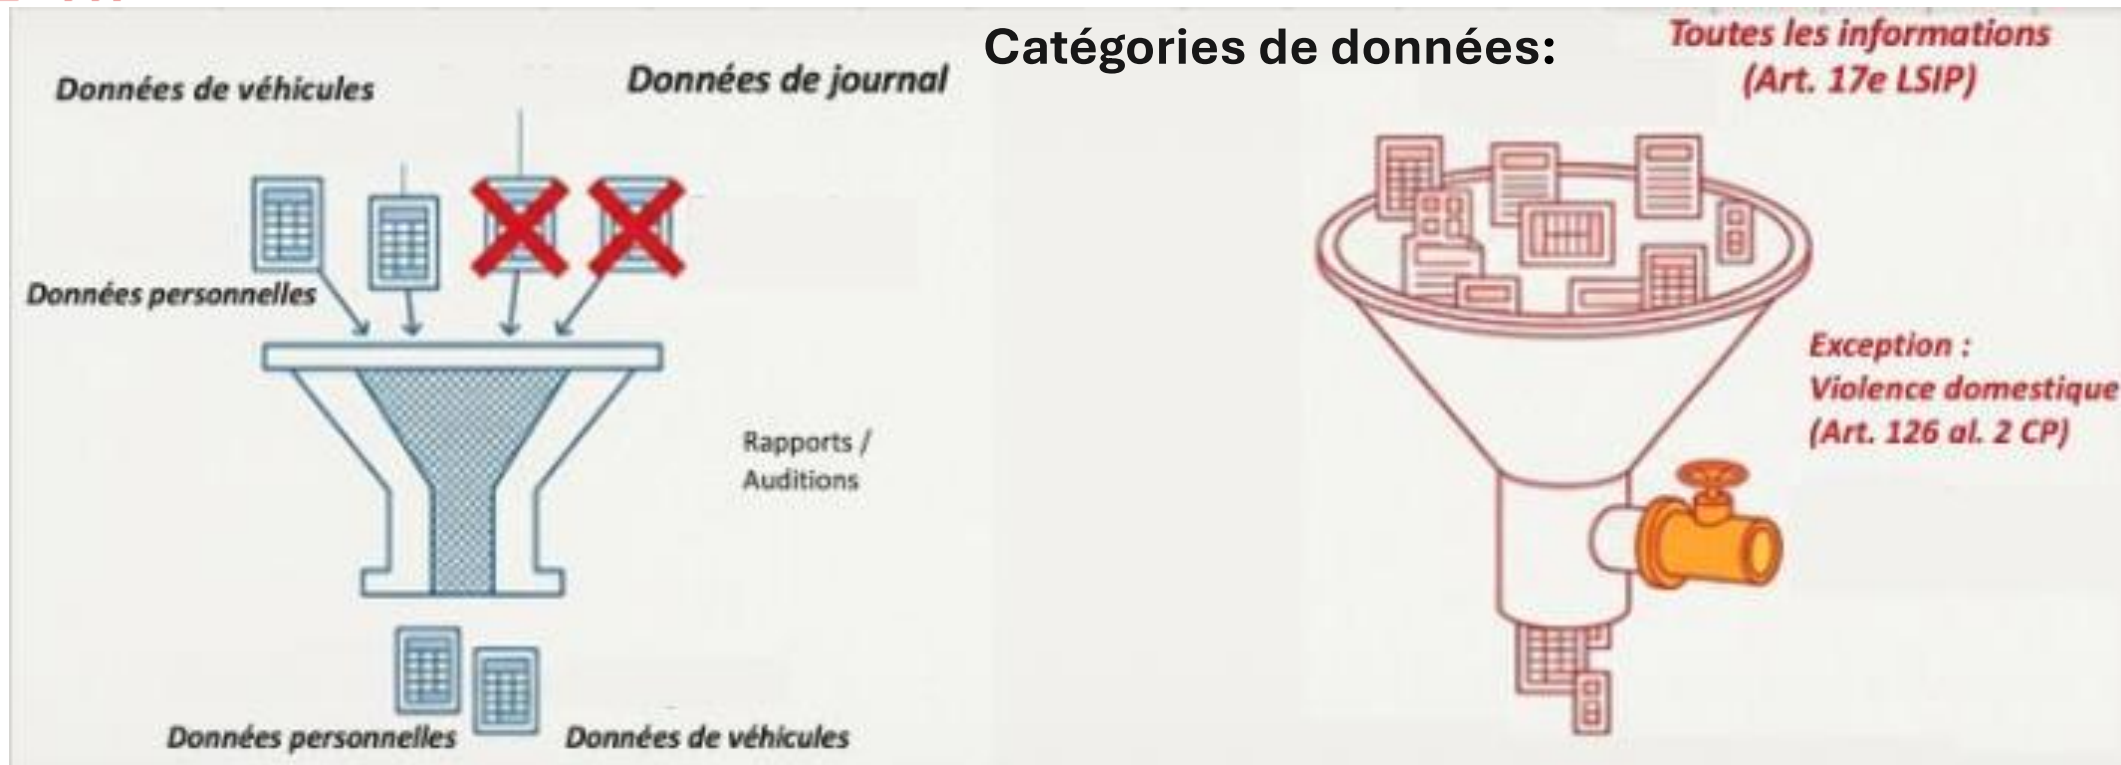 Catégories de données:
Données de véhicules
Données de journal
Données personnelles
Rapports /
Auditions
Données personnelles
Données de véhicules
Toutes les informations
(Art. 17e LSIP)
Exception :
Violence domestique
(Art. 126 al. 2 CP)